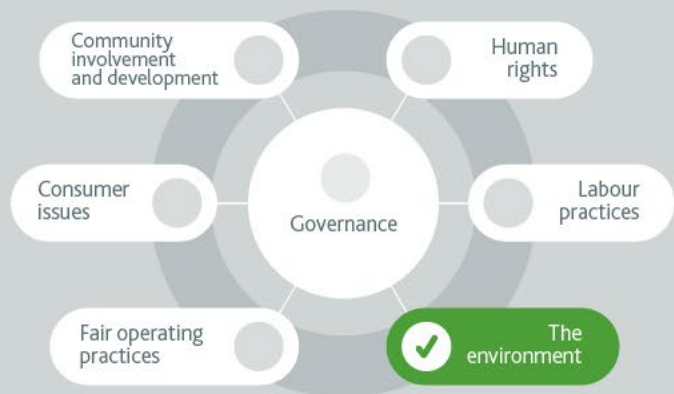 Community
involvement
and development
Human
rights
Consumer
issues
Governance
Labour
practices
Fair operating
practices
The
environment